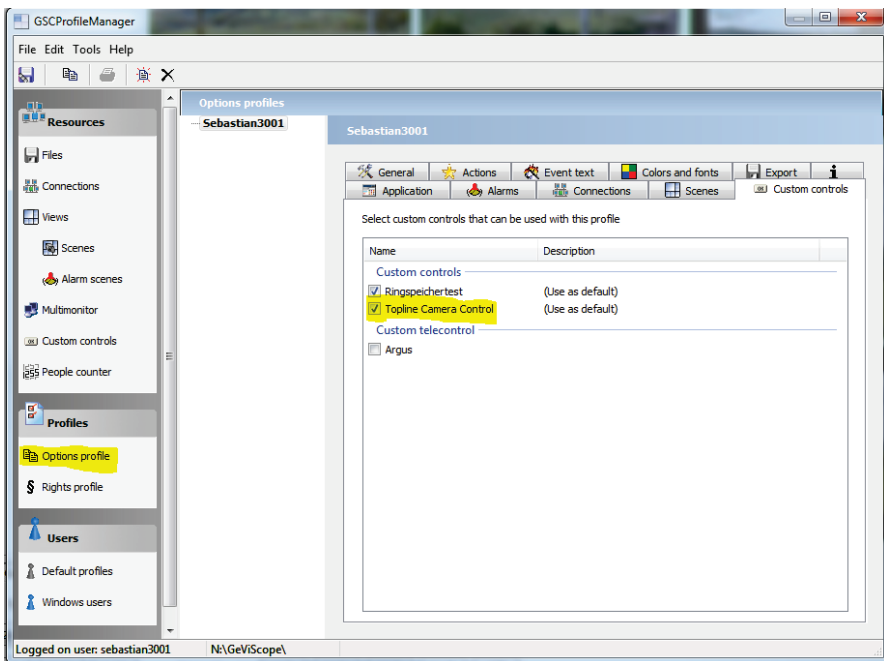 GSCProfileManager
File Edit Tools Help
Resources
Files
Connections
Views
Scenes
Alarm scenes
Multimonitor
Custom controls
People counter
Profiles
Options profile
Rights profile
Users
Default profiles
Windows users
Options profiles
Sebastian3001
Sebastian3001
General Actions Event text Colors and fonts Export
Application Alarms Connections Scenes Custom controls
Select custom controls that can be used with this profile
Name Description
Custom controls
Ringspeichertest (Use as default)
Topline Camera Control (Use as default)
Custom telecontrol
Argus
Logged on user: sebastian3001 N:\GeViScope\